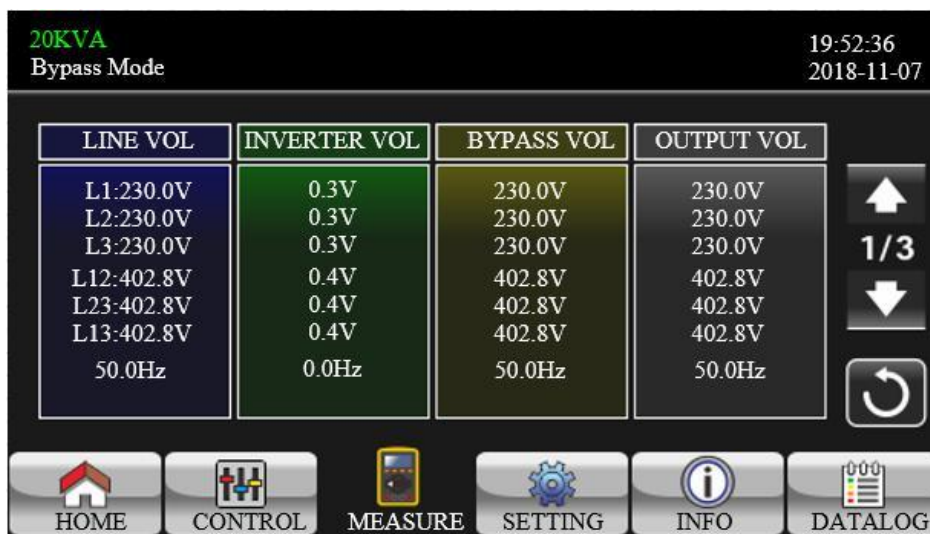 20KVA
Bypass Mode
19:52:36
2018-11-07
LINE VOL INVERTER VOL BYPASS VOL OUTPUT VOL
L1:230.0V 0.3V 230.0V 230.0V
L2:230.0V 0.3V 230.0V 230.0V
L3:230.0V 0.3V 230.0V 230.0V
L12:402.8V 0.4V 402.8V 402.8V
L23:402.8V 0.4V 402.8V 402.8V
L13:402.8V 0.4V 402.8V 402.8V
50.0Hz 0.0Hz 50.0Hz 50.0Hz
1/3
HOME CONTROL MEASURE SETTING INFO DATALOG